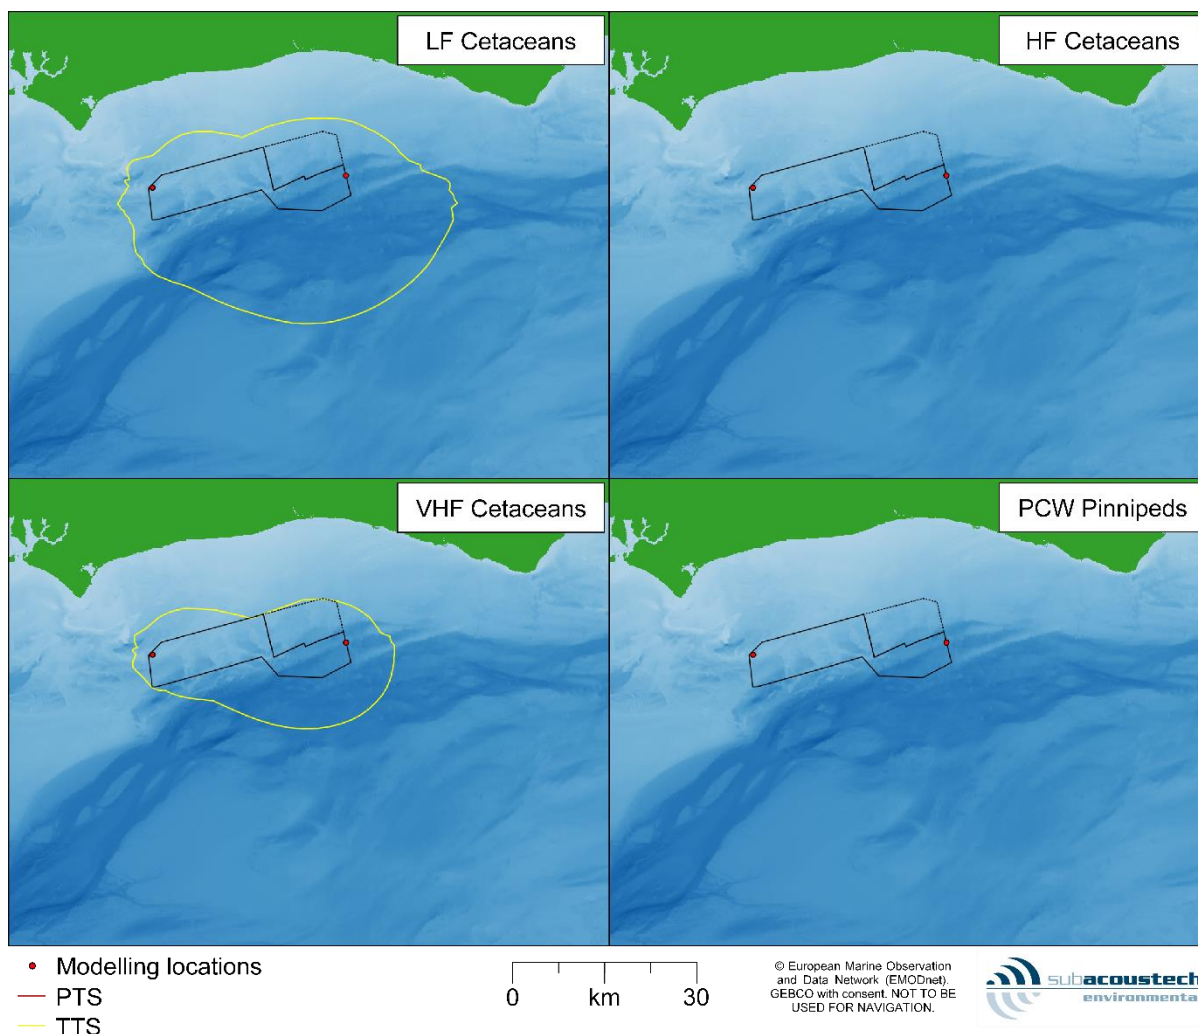 LF Cetaceans
HF Cetaceans
VHF Cetaceans
PCW Pinnipeds
Modelling locations
PTS
TTS
0 km 30
© European Marine Observation
and Data Network (EMODnet).
GEBCO with consent. NOT TO BE
USED FOR NAVIGATION.
subacoustech
environmenta